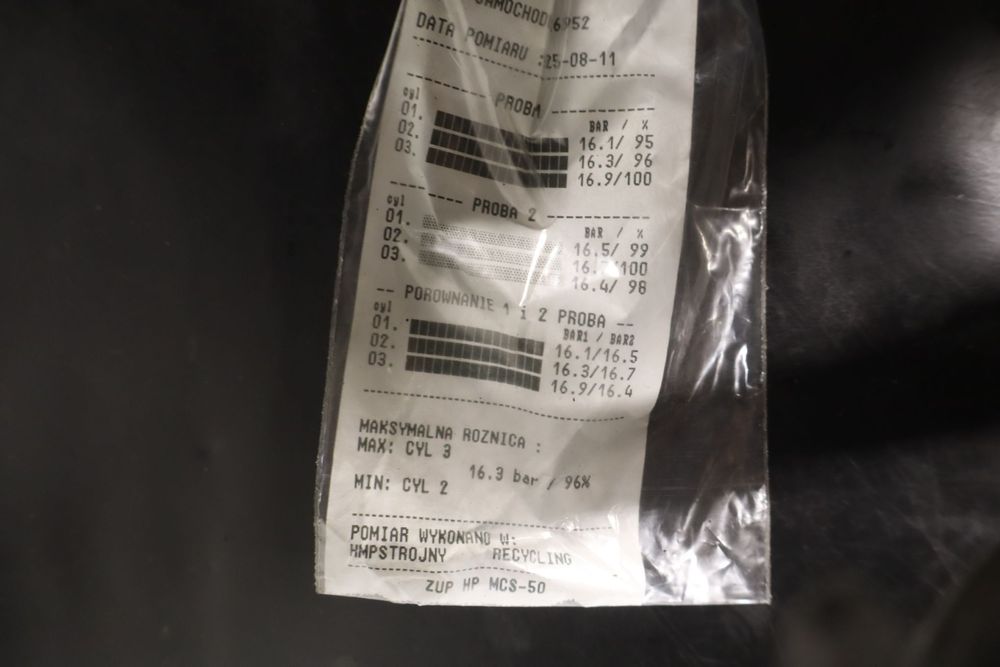 SAMOCHOD 6952
DATA POMIARU :25-08-11
PROBA
cyl BAR / %
01. 16.1/ 95
02. 16.3/ 96
03. 16.9/100
PROBA 2
cyl BAR / %
01. 16.5/ 99
02. /100
03. 16.4/ 98
-- POROWNANIE 1 i 2 PROBA --
cyl BAR1 / BAR2
01. 16.1/16.5
02. 16.3/16.7
03. 16.9/16.4
MAKSYMALNA ROZNICA :
MAX: CYL 3
16.3 bar / 96%
MIN: CYL 2
POMIAR WYKONANO W:
HMPSTROJNY RECYCLING
ZUP HP MCS-50